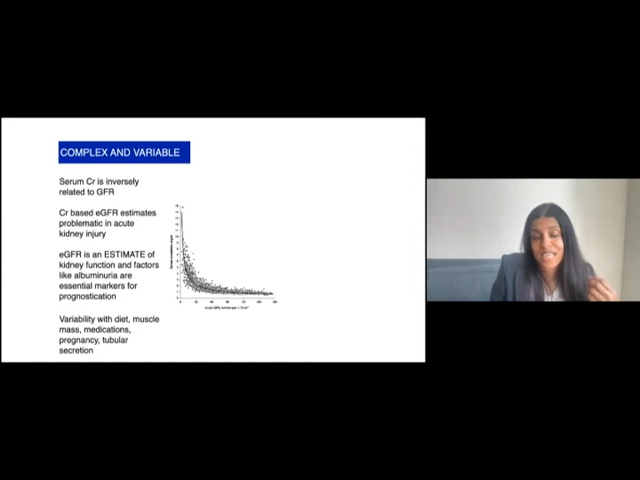 COMPLEX AND VARIABLE
Serum Cr is inversely
related to GFR
Cr based eGFR estimates
problematic in acute
kidney injury
eGFR is an ESTIMATE of
kidney function and factors
like albuminuria are
essential markers for
prognostication
Variability with diet, muscle
mass, medications,
pregnancy, tubular
secretion